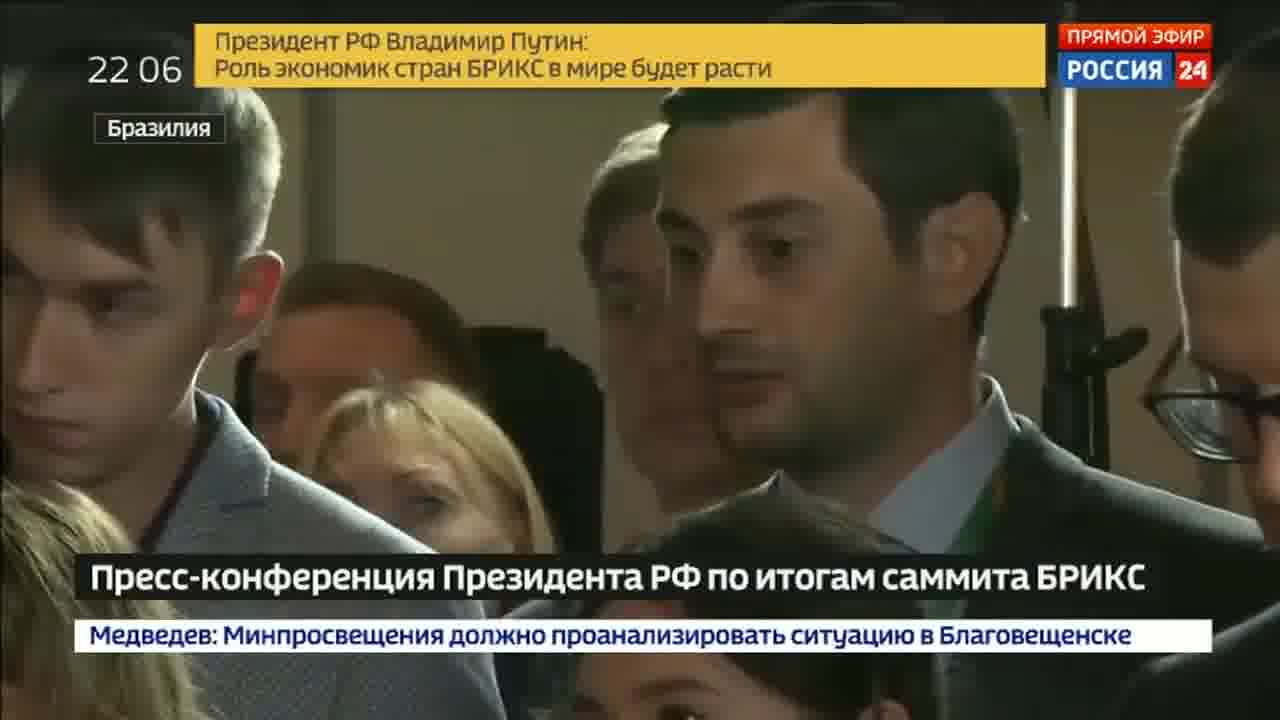 Президент РФ Владимир Путин:
Роль экономик стран БРИКС в мире будет расти
ПРЯМОЙ ЭФИР
22 06
РОССИЯ 24
Бразилия
Пресс-конференция Президента РФ по итогам саммита БРИКС
Медведев: Минпросвещения должно проанализировать ситуацию в Благовещенске